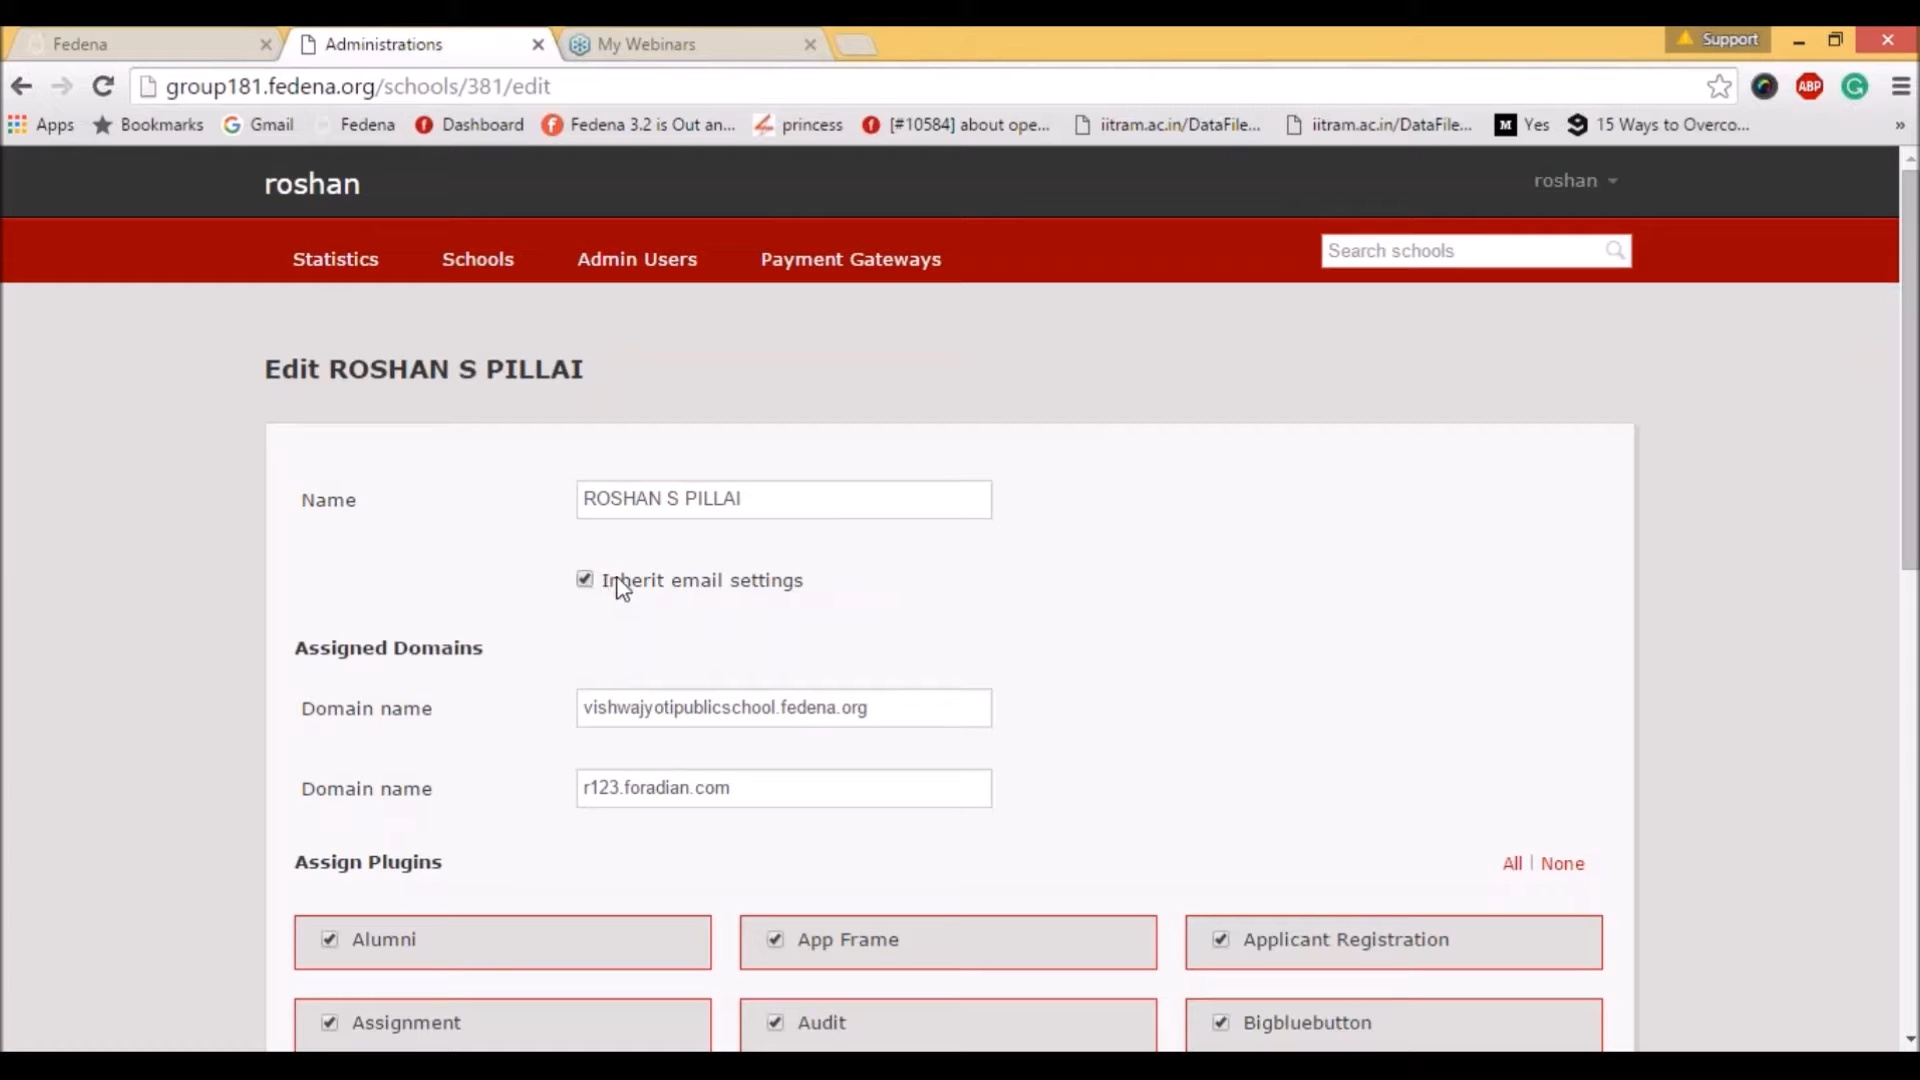 Fedena
Administrations
My Webinars
Support
group181.fedena.org/schools/381/edit
ABP
Apps
Bookmarks
Gmail
Fedena
Dashboard
Fedena 3.2 is Out an...
princess
[#10584] about ope...
iitram.ac.in/DataFile...
iitram.ac.in/DataFile...
M Yes
15 Ways to Overco...
»
roshan
roshan
Statistics
Schools
Admin Users
Payment Gateways
Search schools
Edit ROSHAN S PILLAI
Name
ROSHAN S PILLAI
Inherit email settings
Assigned Domains
Domain name
vishwajyotipublicschool.fedena.org
Domain name
r123.foradian.com
Assign Plugins
All | None
Alumni
App Frame
Applicant Registration
Assignment
Audit
Bigbluebutton